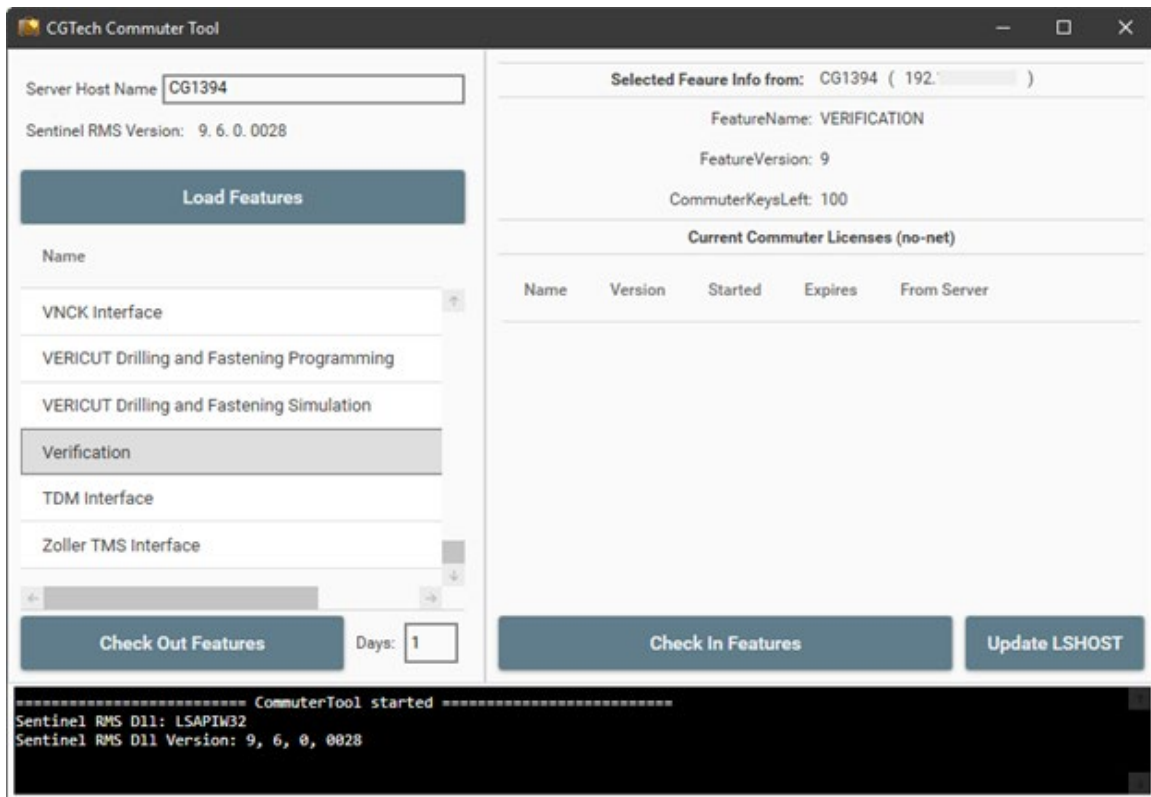 CGTech Commuter Tool
Server Host Name CG1394
Sentinel RMS Version: 9. 6. 0. 0028
Load Features
Name
VNCK Interface
VERICUT Drilling and Fastening Programming
VERICUT Drilling and Fastening Simulation
Verification
TDM Interface
Zoller TMS Interface
Check Out Features Days: 1
Selected Feaure Info from: CG1394 ( 192. )
FeatureName: VERIFICATION
FeatureVersion: 9
CommuterKeysLeft: 100
Current Commuter Licenses (no-net)
Name Version Started Expires From Server
Check In Features Update LSHOST
========================== CommuterTool started ==========================
Sentinel RMS Dll: LSAPIW32
Sentinel RMS Dll Version: 9, 6, 0, 0028